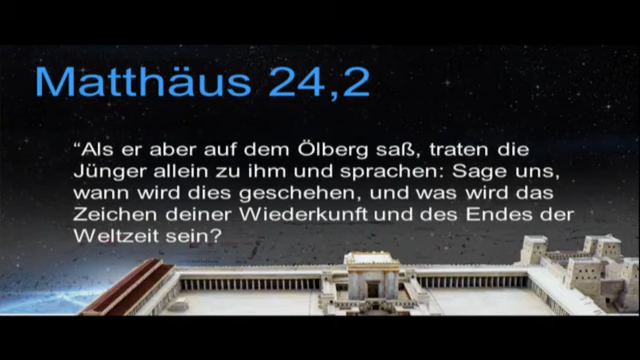 Matthäus 24,2
“Als er aber auf dem Ölberg saß, traten die
Jünger allein zu ihm und sprachen: Sage uns,
wann wird dies geschehen, und was wird das
Zeichen deiner Wiederkunft und des Endes der
Weltzeit sein?